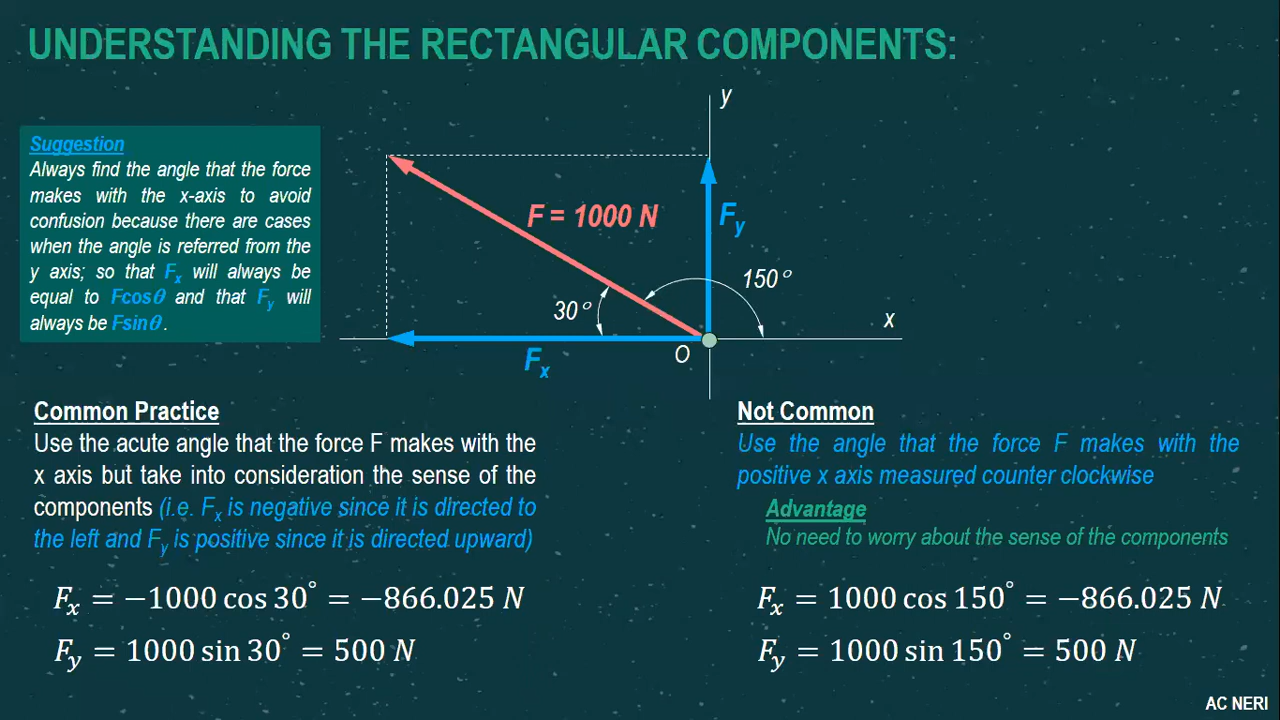 UNDERSTANDING THE RECTANGULAR COMPONENTS:
Suggestion
Always find the angle that the force
makes with the x-axis to avoid
confusion because there are cases
when the angle is referred from the
y axis; so that Fx will always be
equal to Fcosθ and that Fy will
always be Fsinθ.
y
F = 1000 N
Fy
150°
30°
x
O
Fx
Common Practice
Use the acute angle that the force F makes with the
x axis but take into consideration the sense of the
components (i.e. Fx is negative since it is directed to
the left and Fy is positive since it is directed upward)
Fx = −1000 cos 30° = −866.025 N
Fy = 1000 sin 30° = 500 N
Not Common
Use the angle that the force F makes with the
positive x axis measured counter clockwise
Advantage
No need to worry about the sense of the components
Fx = 1000 cos 150° = −866.025 N
Fy = 1000 sin 150° = 500 N
AC NERI